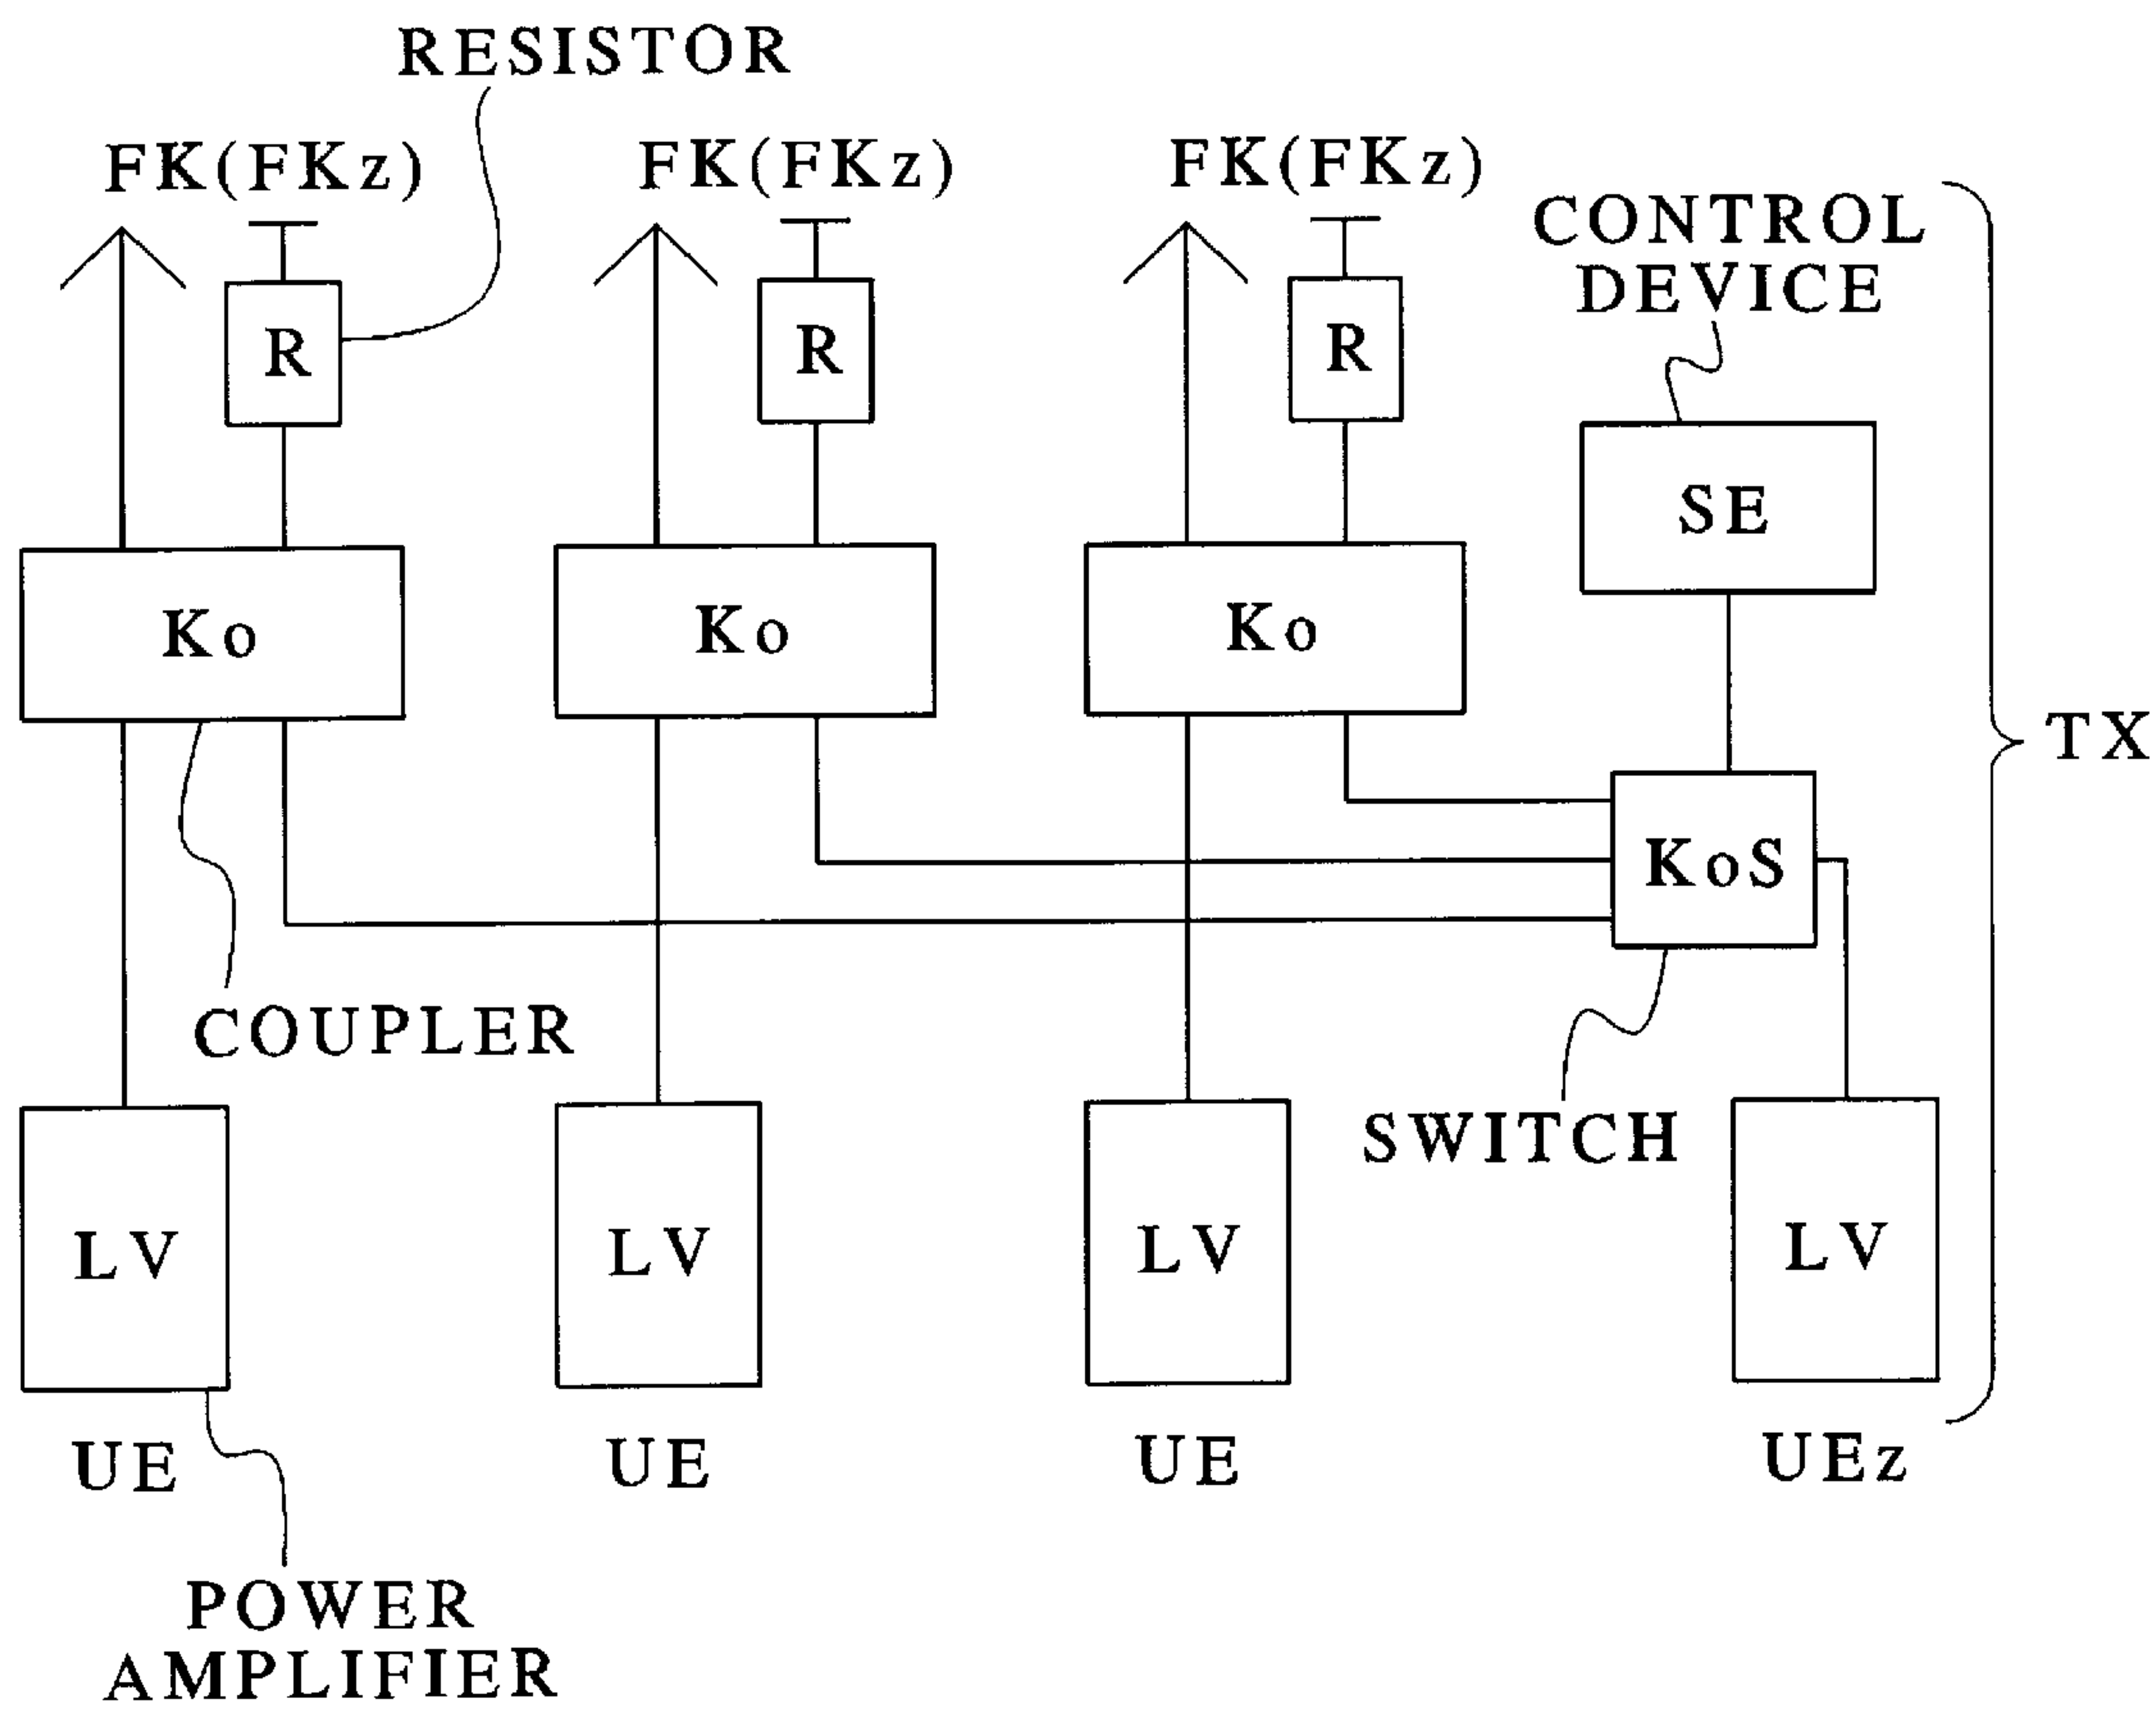 RESISTOR
FK(FKz)
FK(FKz)
FK(FKz)
CONTROL
DEVICE
R
R
R
SE
Ko
Ko
Ko
TX
KoS
COUPLER
SWITCH
LV
LV
LV
LV
UE
UE
UE
UEz
POWER
AMPLIFIER